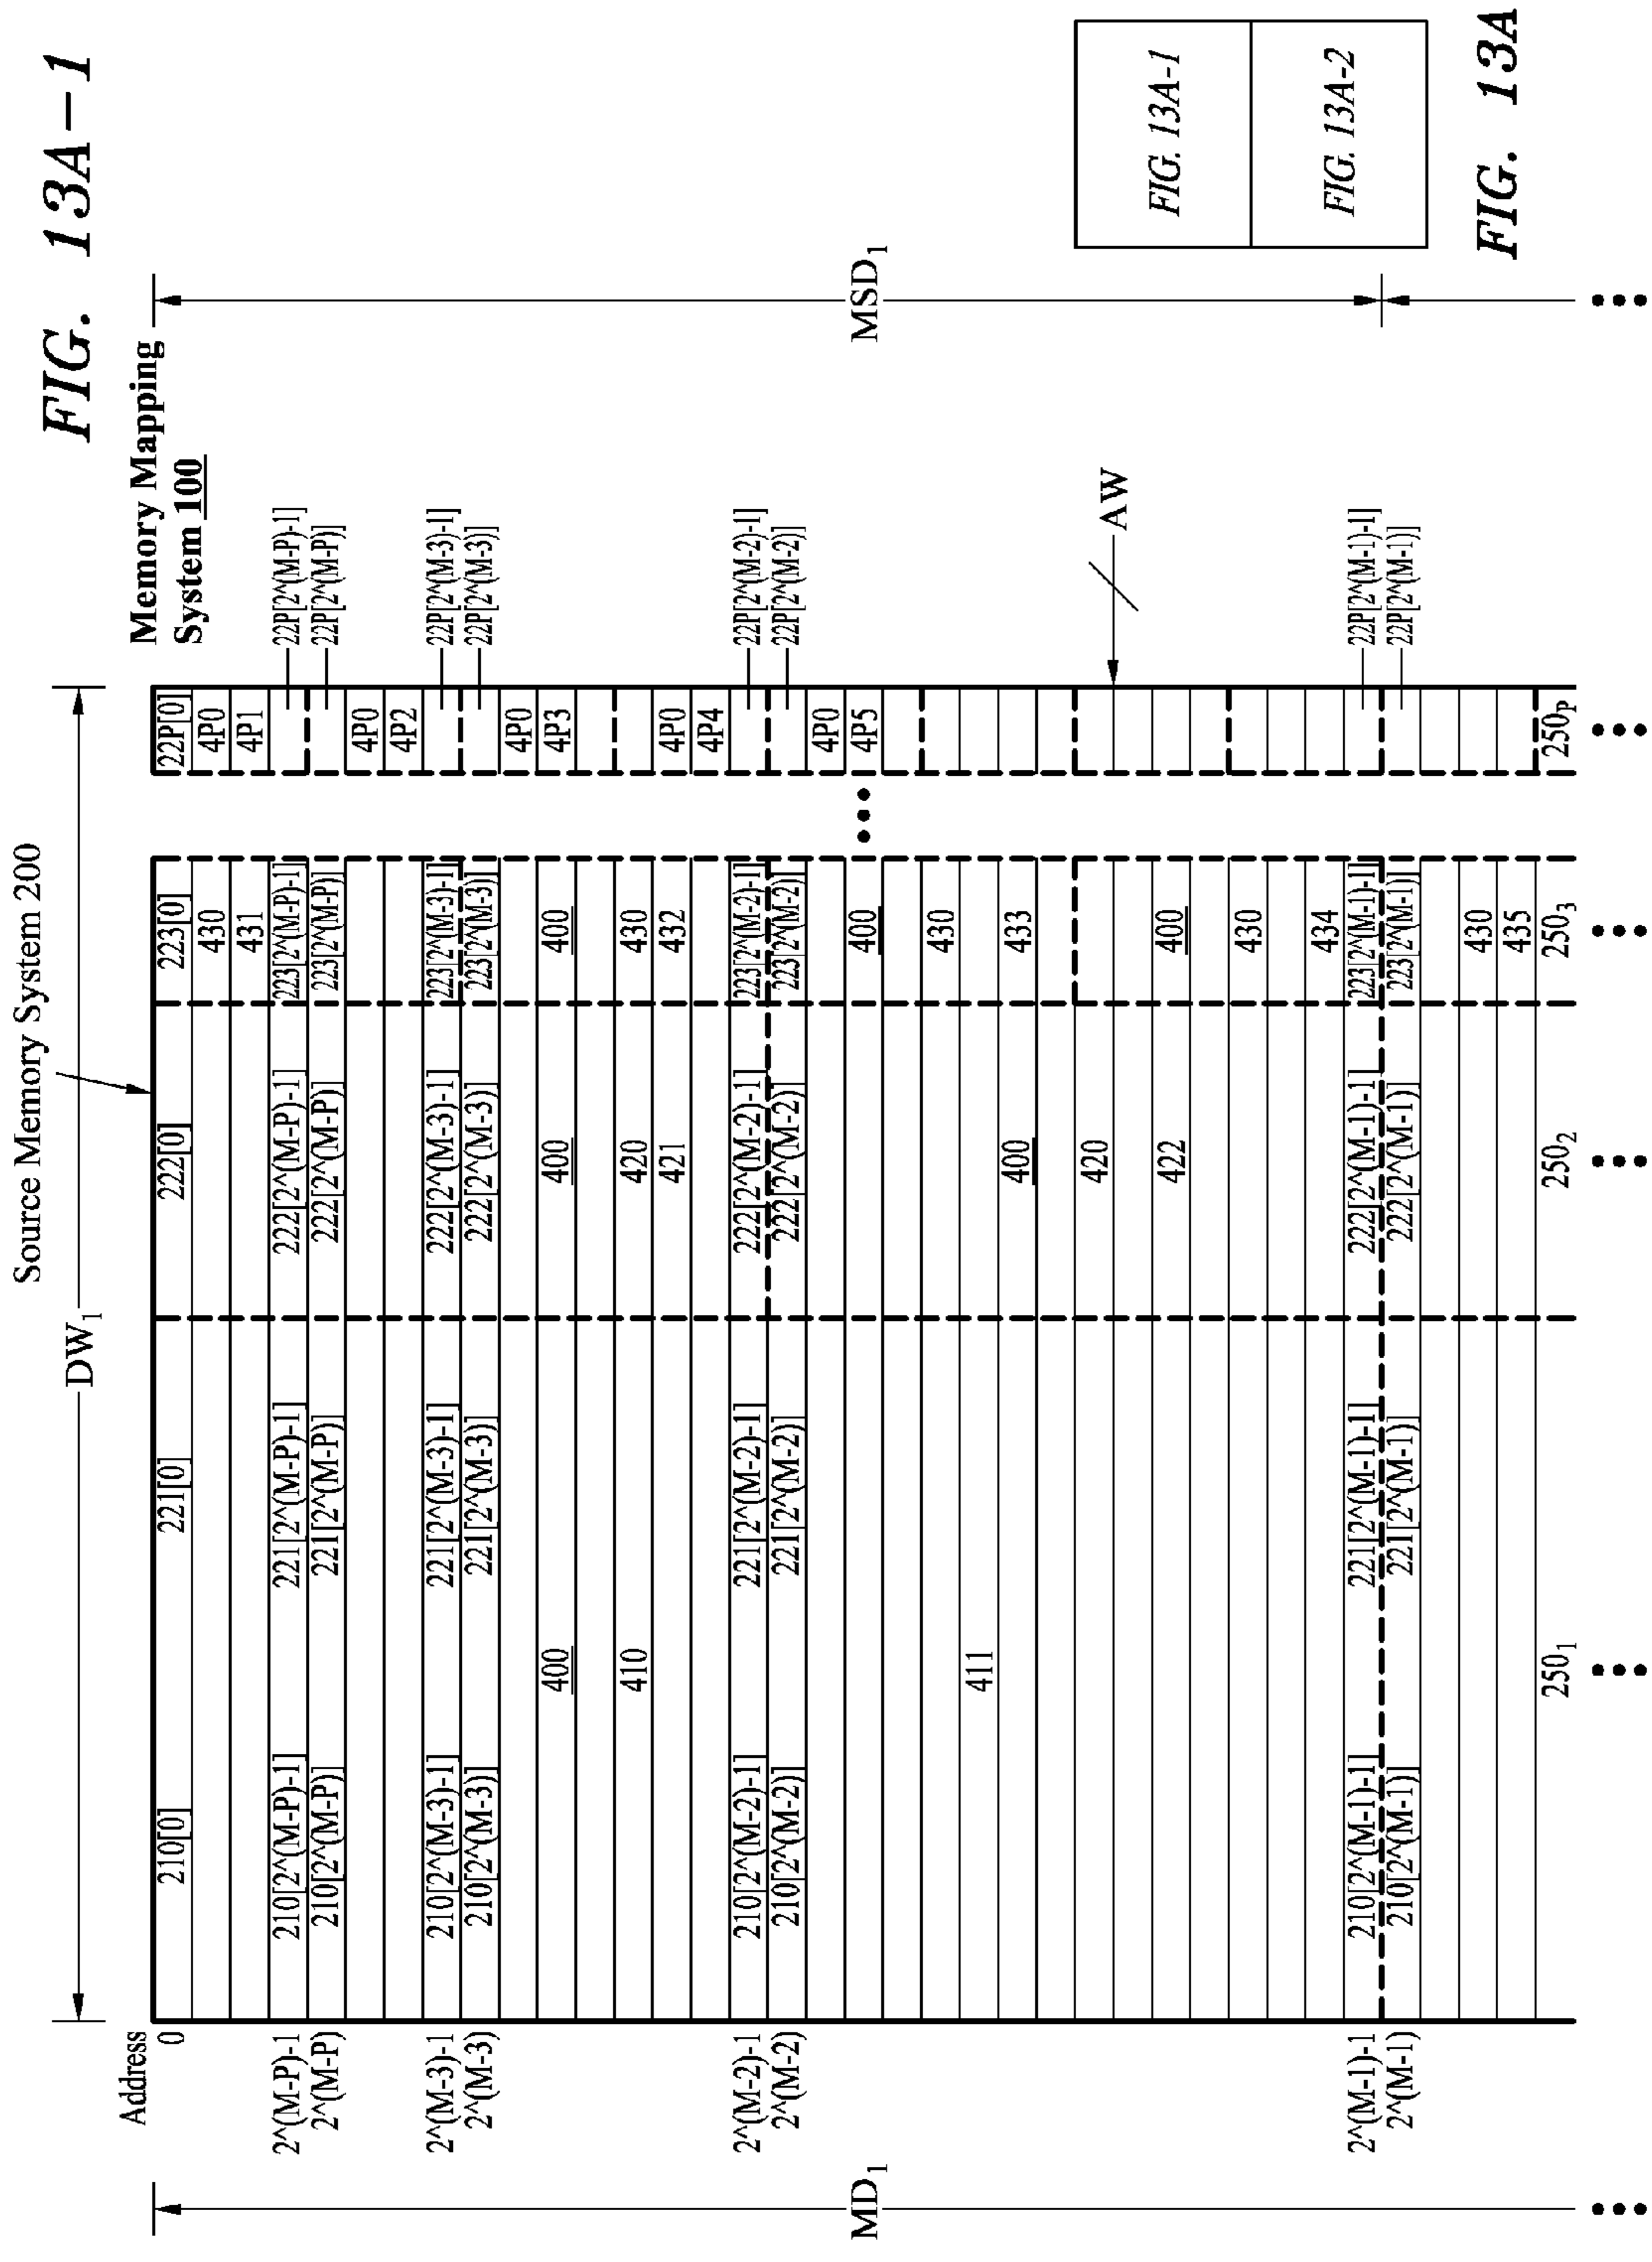 FIG. 13A-1
Source Memory System 200
DW1
Memory Mapping
System 100
Address
0 210[0] 221[0] 222[0] 223[0] 22P[0]
430 4P0
431 4P1
2^(M-P)-1 210[2^(M-P)-1] 221[2^(M-P)-1] 222[2^(M-P)-1] 223[2^(M-P)-1] 22P[2^(M-P)-1]
2^(M-P) 210[2^(M-P)] 221[2^(M-P)] 222[2^(M-P)] 223[2^(M-P)] 22P[2^(M-P)]
4P0
4P2
2^(M-3)-1 210[2^(M-3)-1] 221[2^(M-3)-1] 222[2^(M-3)-1] 223[2^(M-3)-1] 22P[2^(M-3)-1]
2^(M-3) 210[2^(M-3)] 221[2^(M-3)] 222[2^(M-3)] 223[2^(M-3)] 22P[2^(M-3)]
4P0
400 400 400 4P3
410 420 430
421 432 4P0
4P4
2^(M-2)-1 210[2^(M-2)-1] 221[2^(M-2)-1] 222[2^(M-2)-1] 223[2^(M-2)-1] 22P[2^(M-2)-1]
2^(M-2) 210[2^(M-2)] 221[2^(M-2)] 222[2^(M-2)] 223[2^(M-2)] 22P[2^(M-2)]
4P0
MD1 400 4P5 ••• MSD1
430
411
400 433
420
AW
422 400
430
434
2^(M-1)-1 210[2^(M-1)-1] 221[2^(M-1)-1] 222[2^(M-1)-1] 223[2^(M-1)-1] 22P[2^(M-1)-1]
2^(M-1) 210[2^(M-1)] 221[2^(M-1)] 222[2^(M-1)] 223[2^(M-1)] 22P[2^(M-1)]
430
435
2501 2502 2503 250P
••• ••• ••• ••• ••• •••
FIG. 13A-1
FIG. 13A-2
FIG. 13A